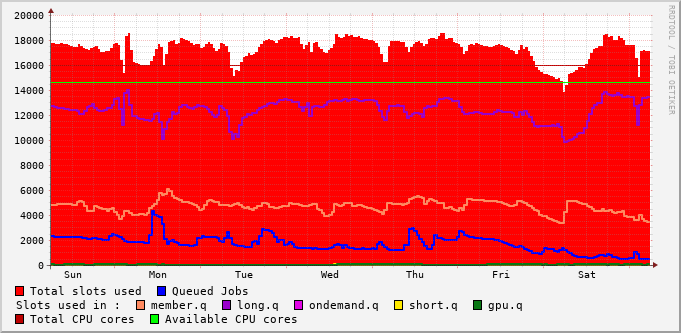 20000
18000
16000
14000
12000
10000
8000
6000
4000
2000
0
Sun Mon Tue Wed Thu Fri Sat
RRDTOOL / TOBI OETIKER
Total slots used Queued Jobs
Slots used in : member.q long.q ondemand.q short.q gpu.q
Total CPU cores Available CPU cores